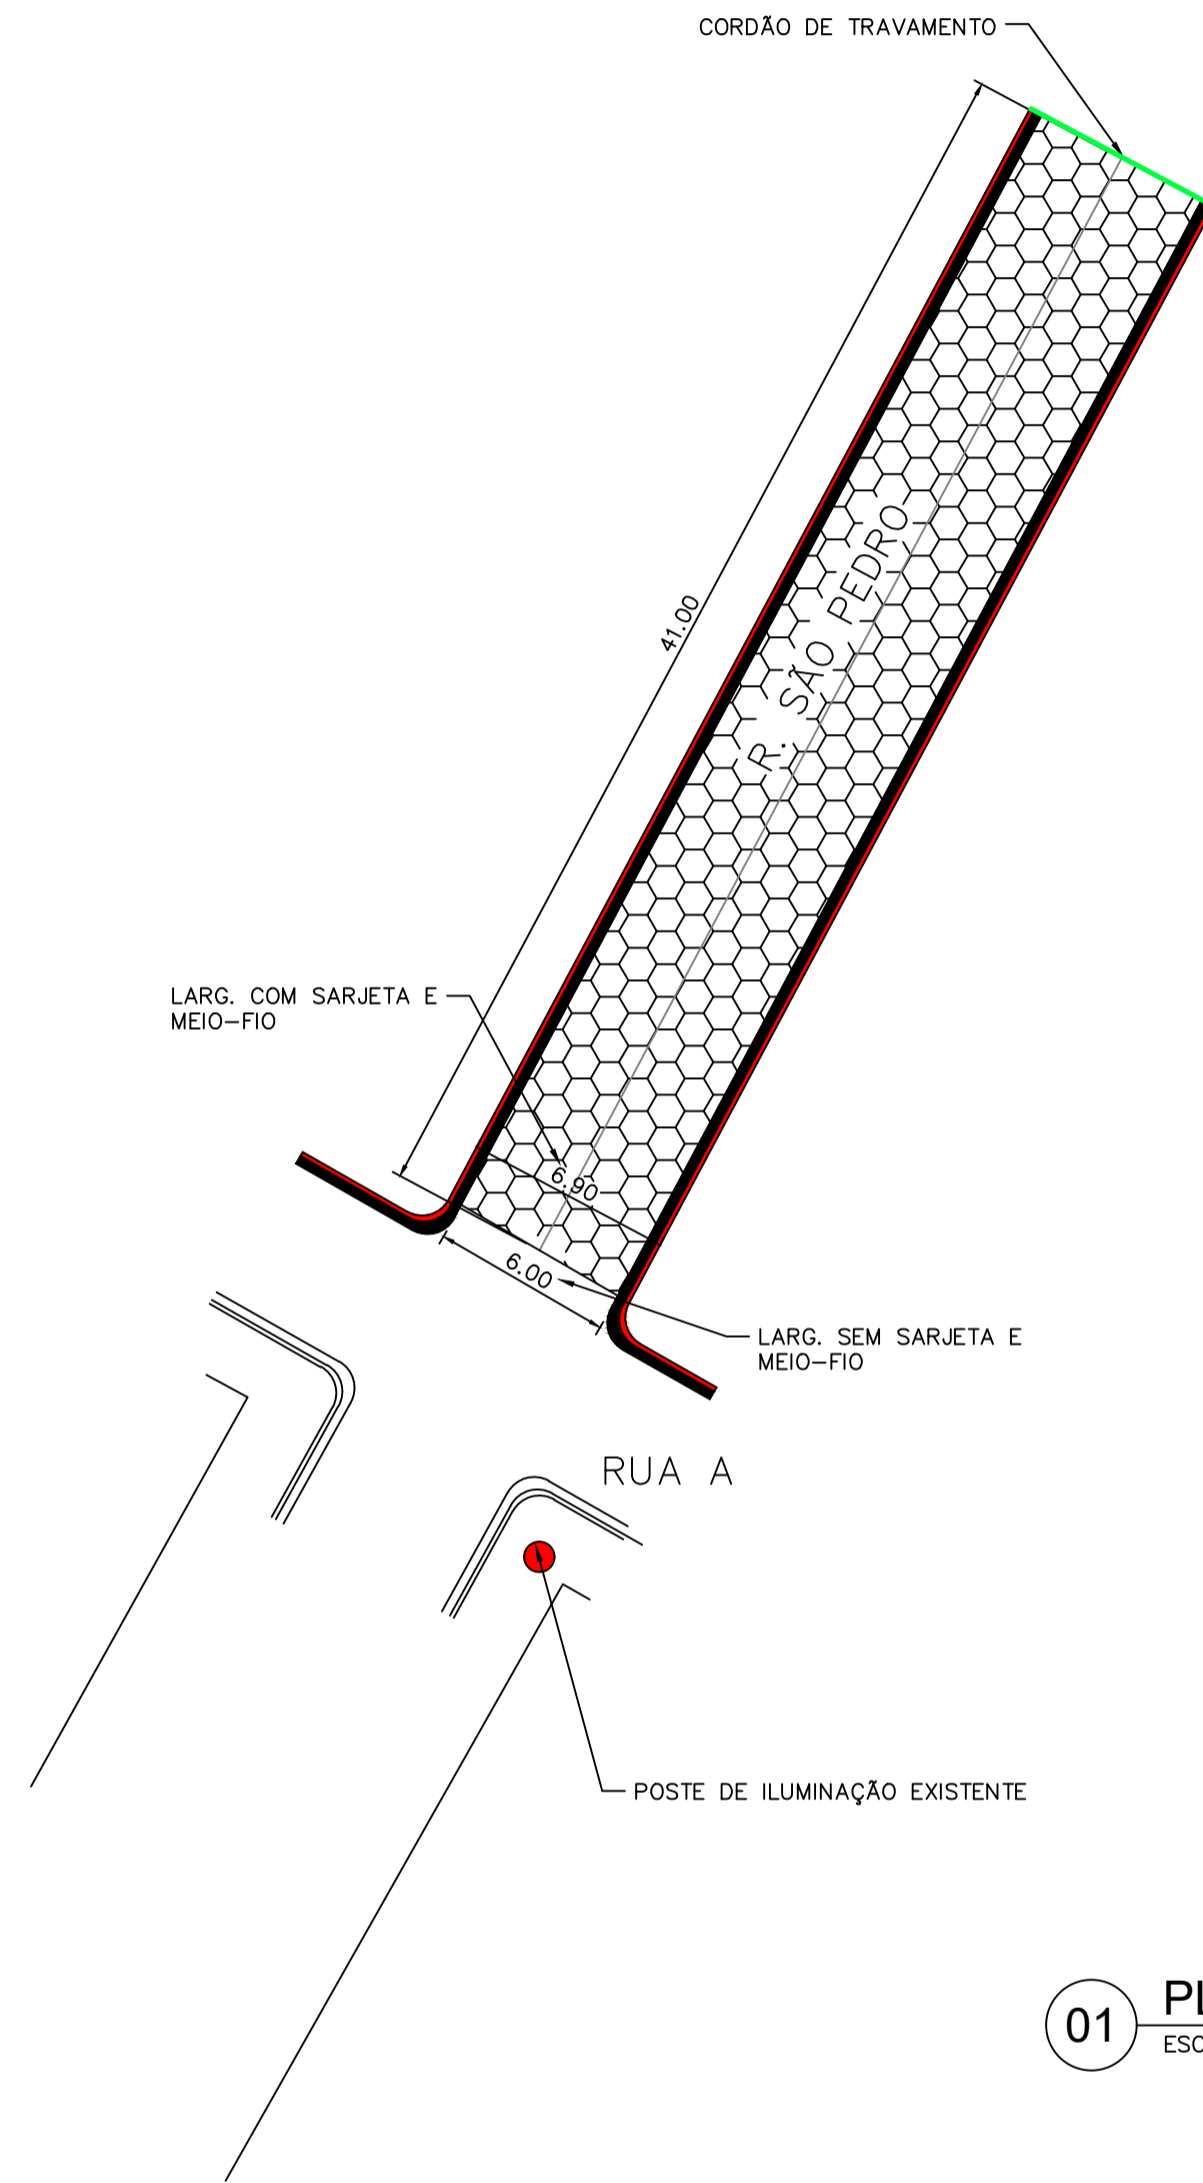 CORDÃO DE TRAVAMENTO
41.00
R. SÃO PEDRO
LARG. COM SARJETA E
MEIO-FIO
6.90
6.00
LARG. SEM SARJETA E
MEIO-FIO
RUA A
POSTE DE ILUMINAÇÃO EXISTENTE
01